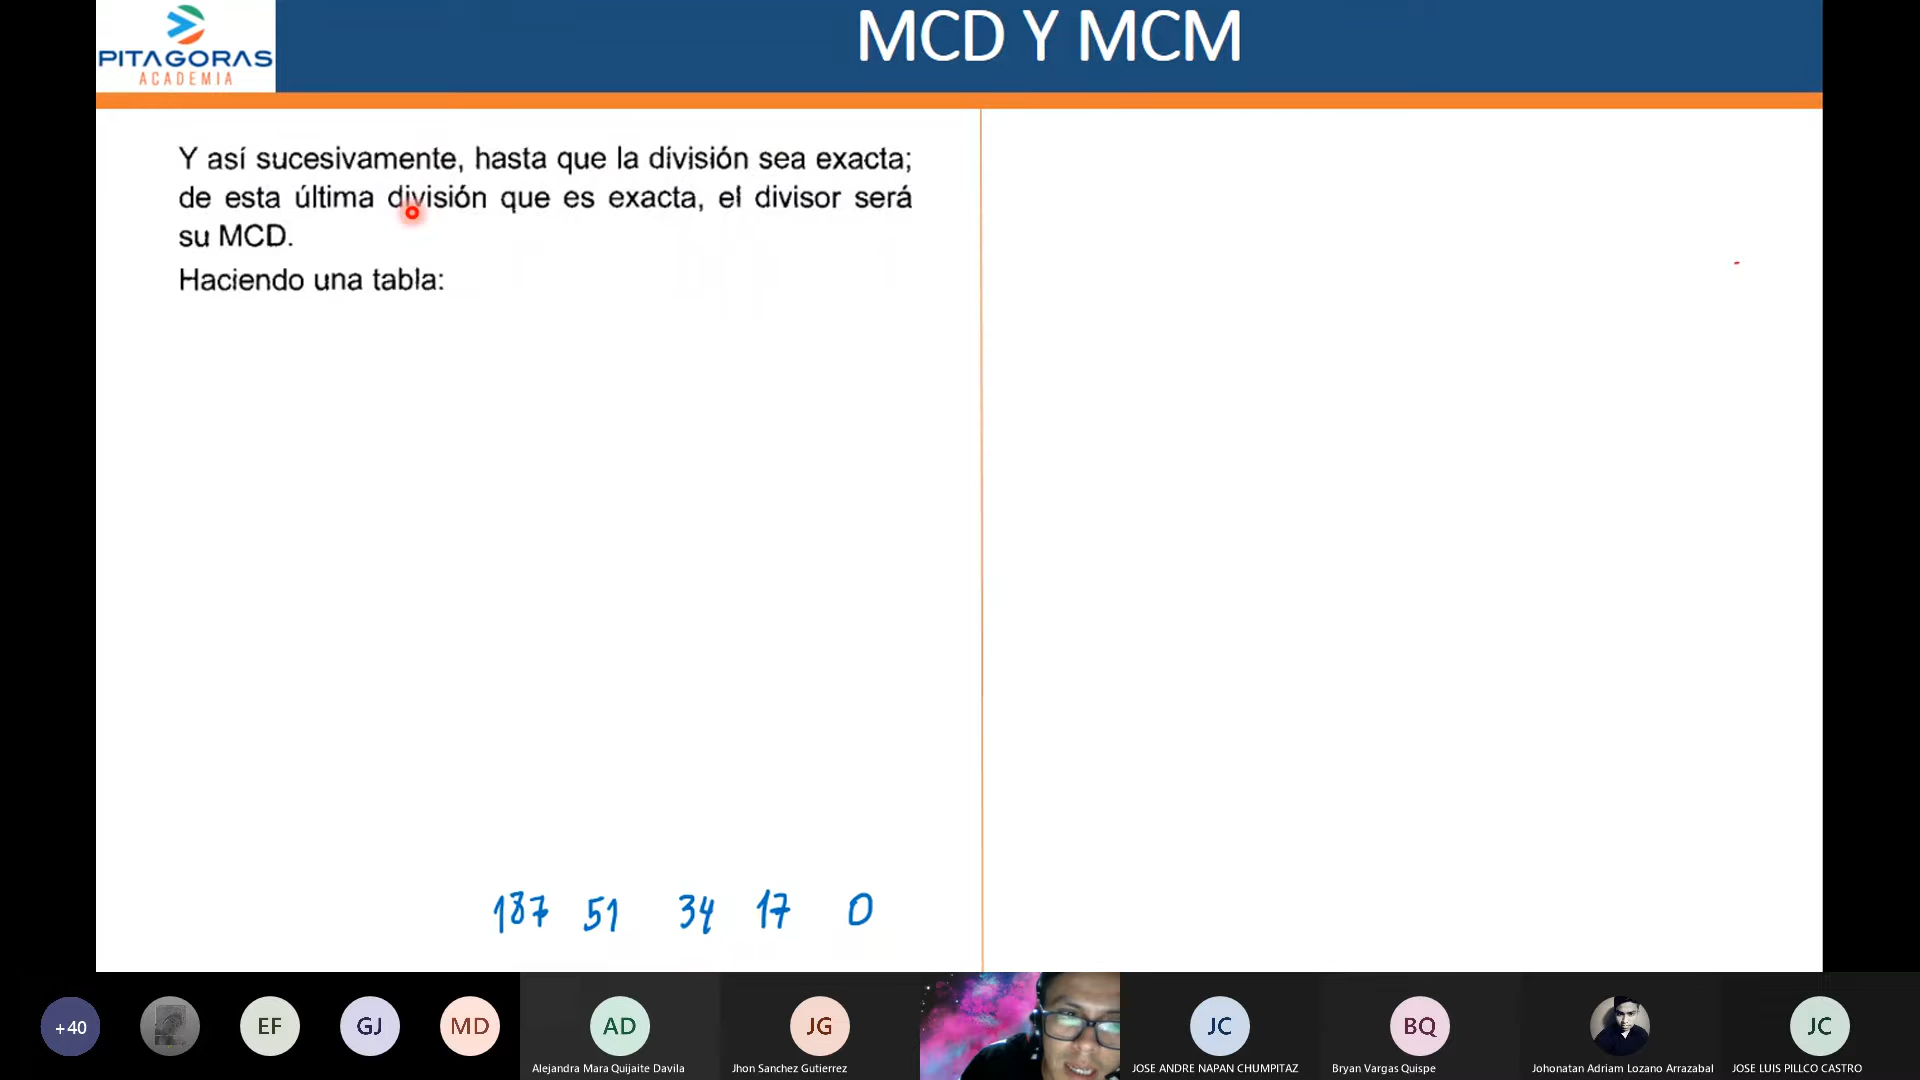 PITAGORAS
ACADEMIA
MCD Y MCM
Y así sucesivamente, hasta que la división sea exacta;
de esta última división que es exacta, el divisor será
su MCD.
Haciendo una tabla:
187 51 34 17 0
+40
EF
GJ
MD
AD
Alejandra Mara Quijaite Davila
JG
Jhon Sanchez Gutierrez
JC
JOSE ANDRE NAPAN CHUMPITAZ
BQ
Bryan Vargas Quispe
Johonatan Adriam Lozano Arrazabal
JC
JOSE LUIS PILLCO CASTRO